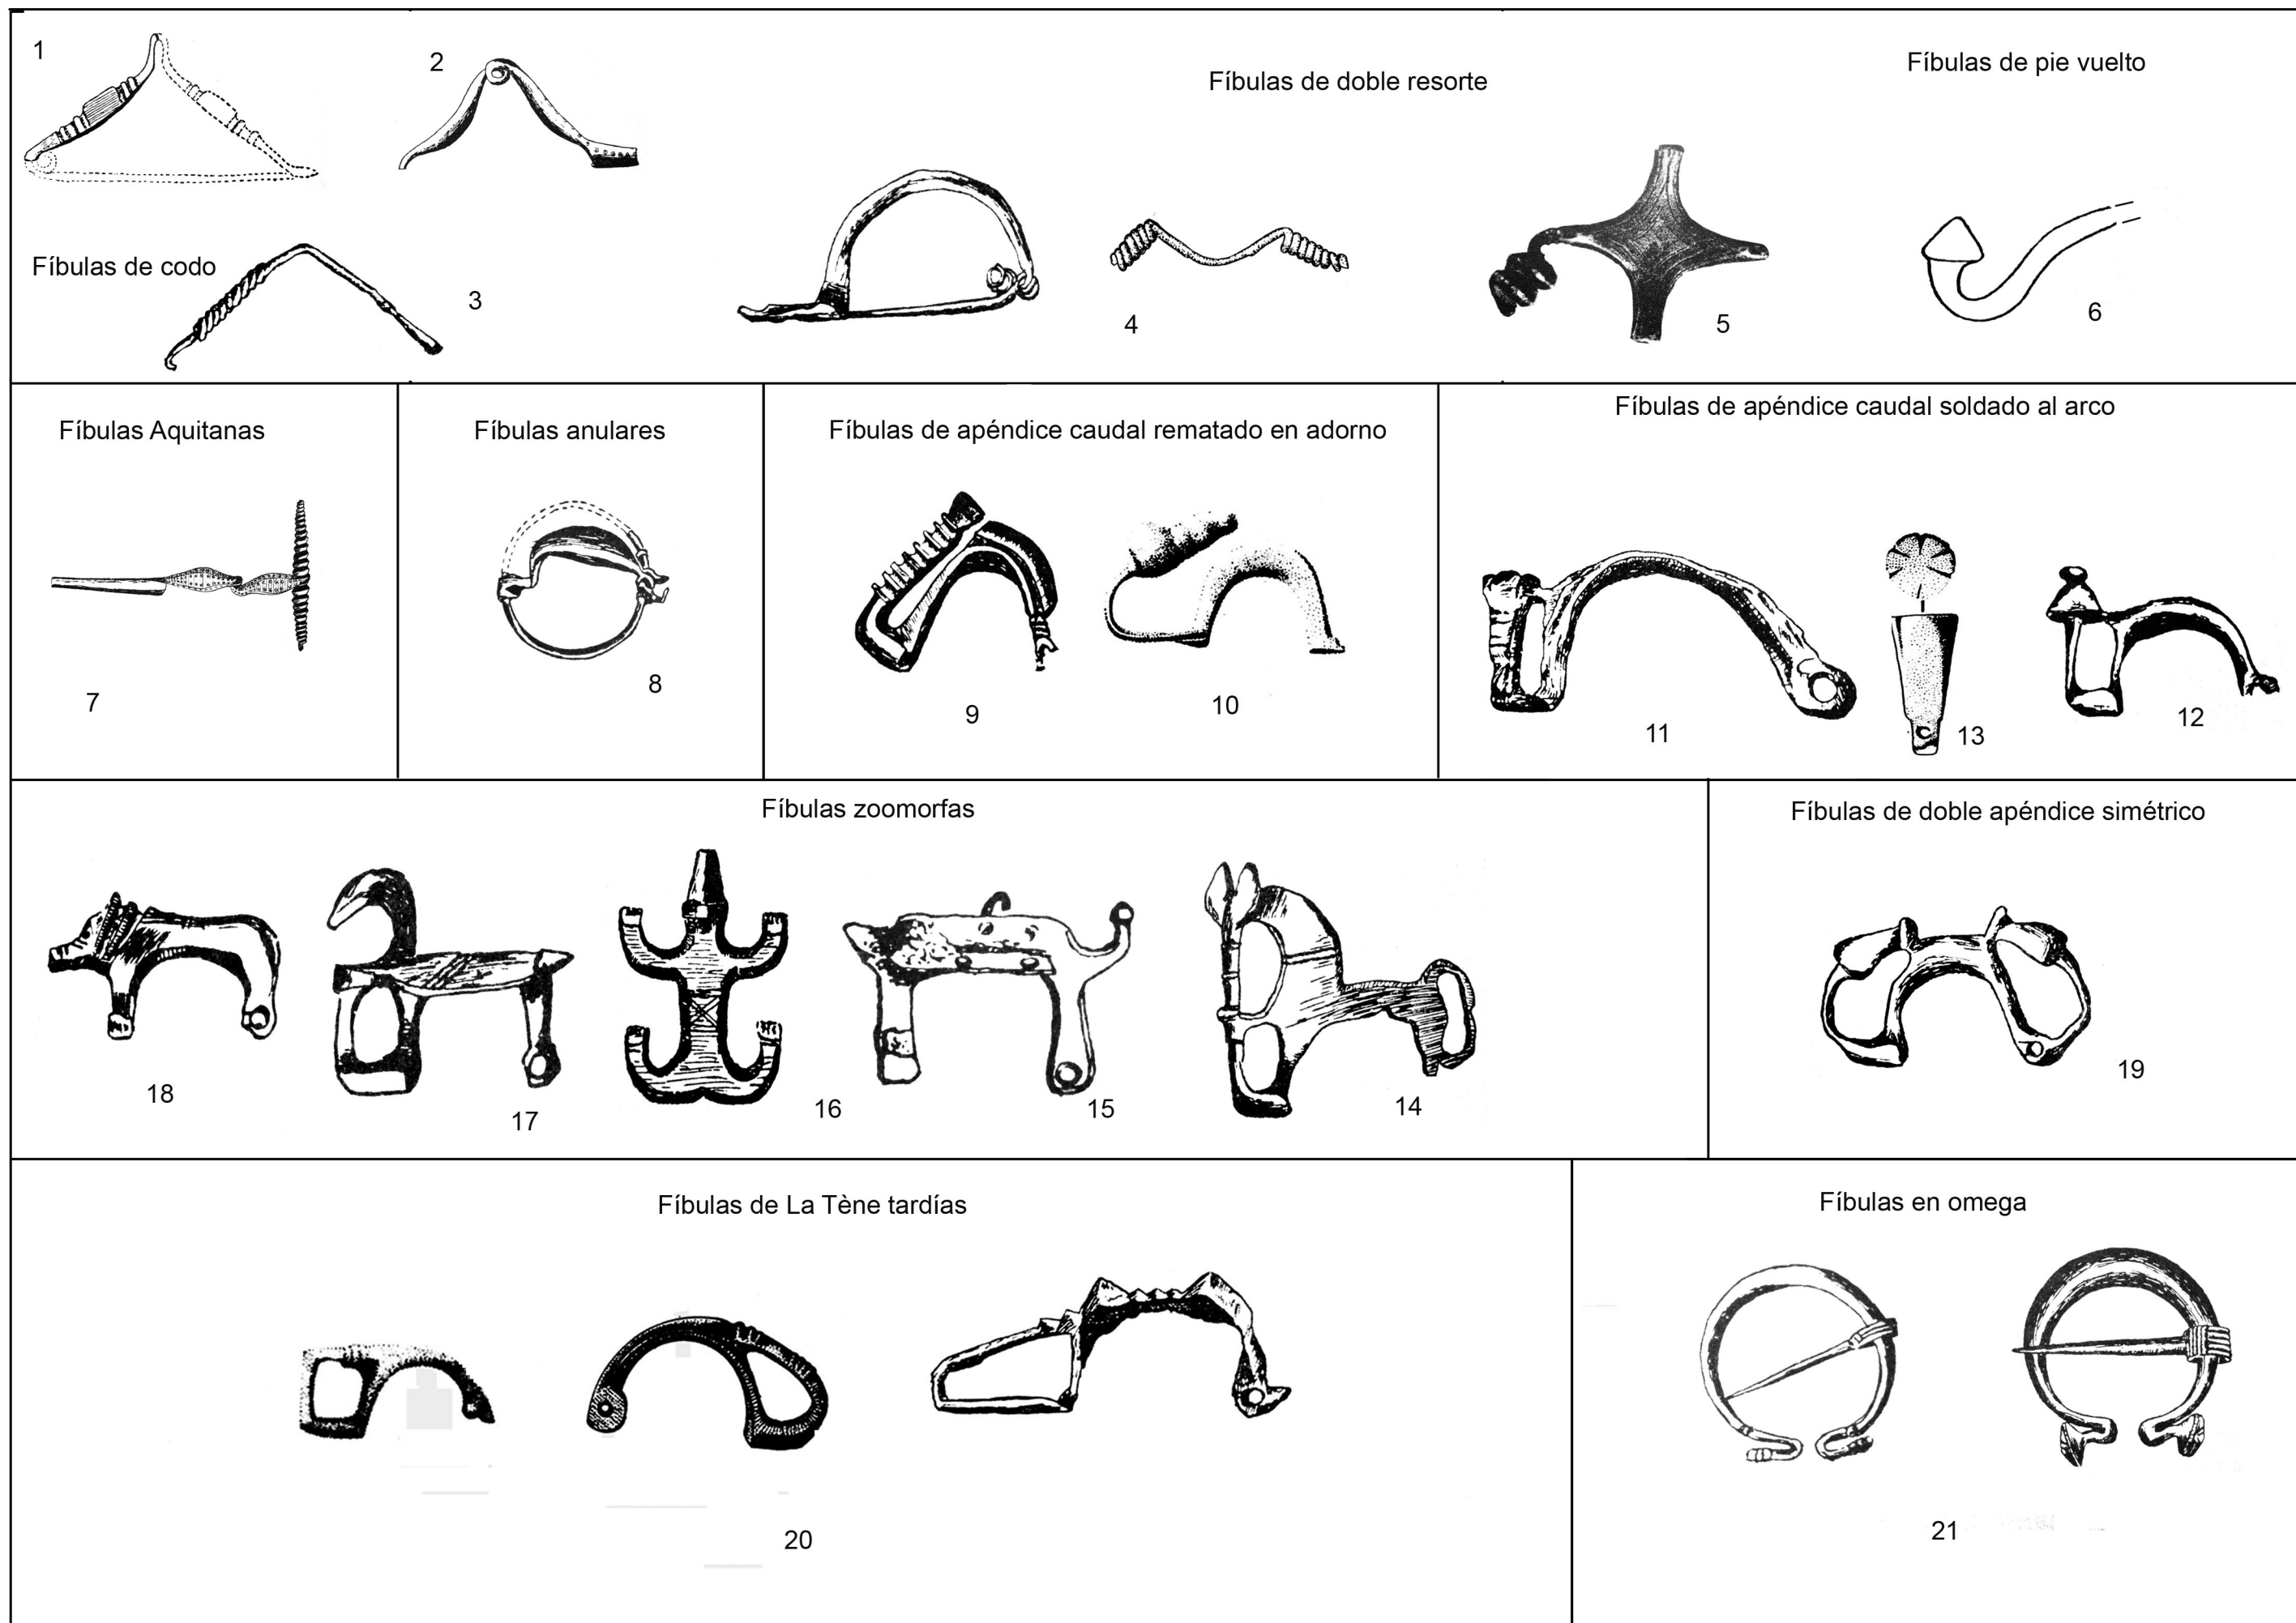 1
2
Fíbulas de doble resorte
Fíbulas de pie vuelto
Fíbulas de codo
3
4
5
6
Fíbulas Aquitanas
Fíbulas anulares
Fíbulas de apéndice caudal rematado en adorno
Fíbulas de apéndice caudal soldado al arco
7
8
9
10
11
13
12
Fíbulas zoomorfas
Fíbulas de doble apéndice simétrico
18
17
16
15
14
19
Fíbulas de La Tène tardías
Fíbulas en omega
20
21